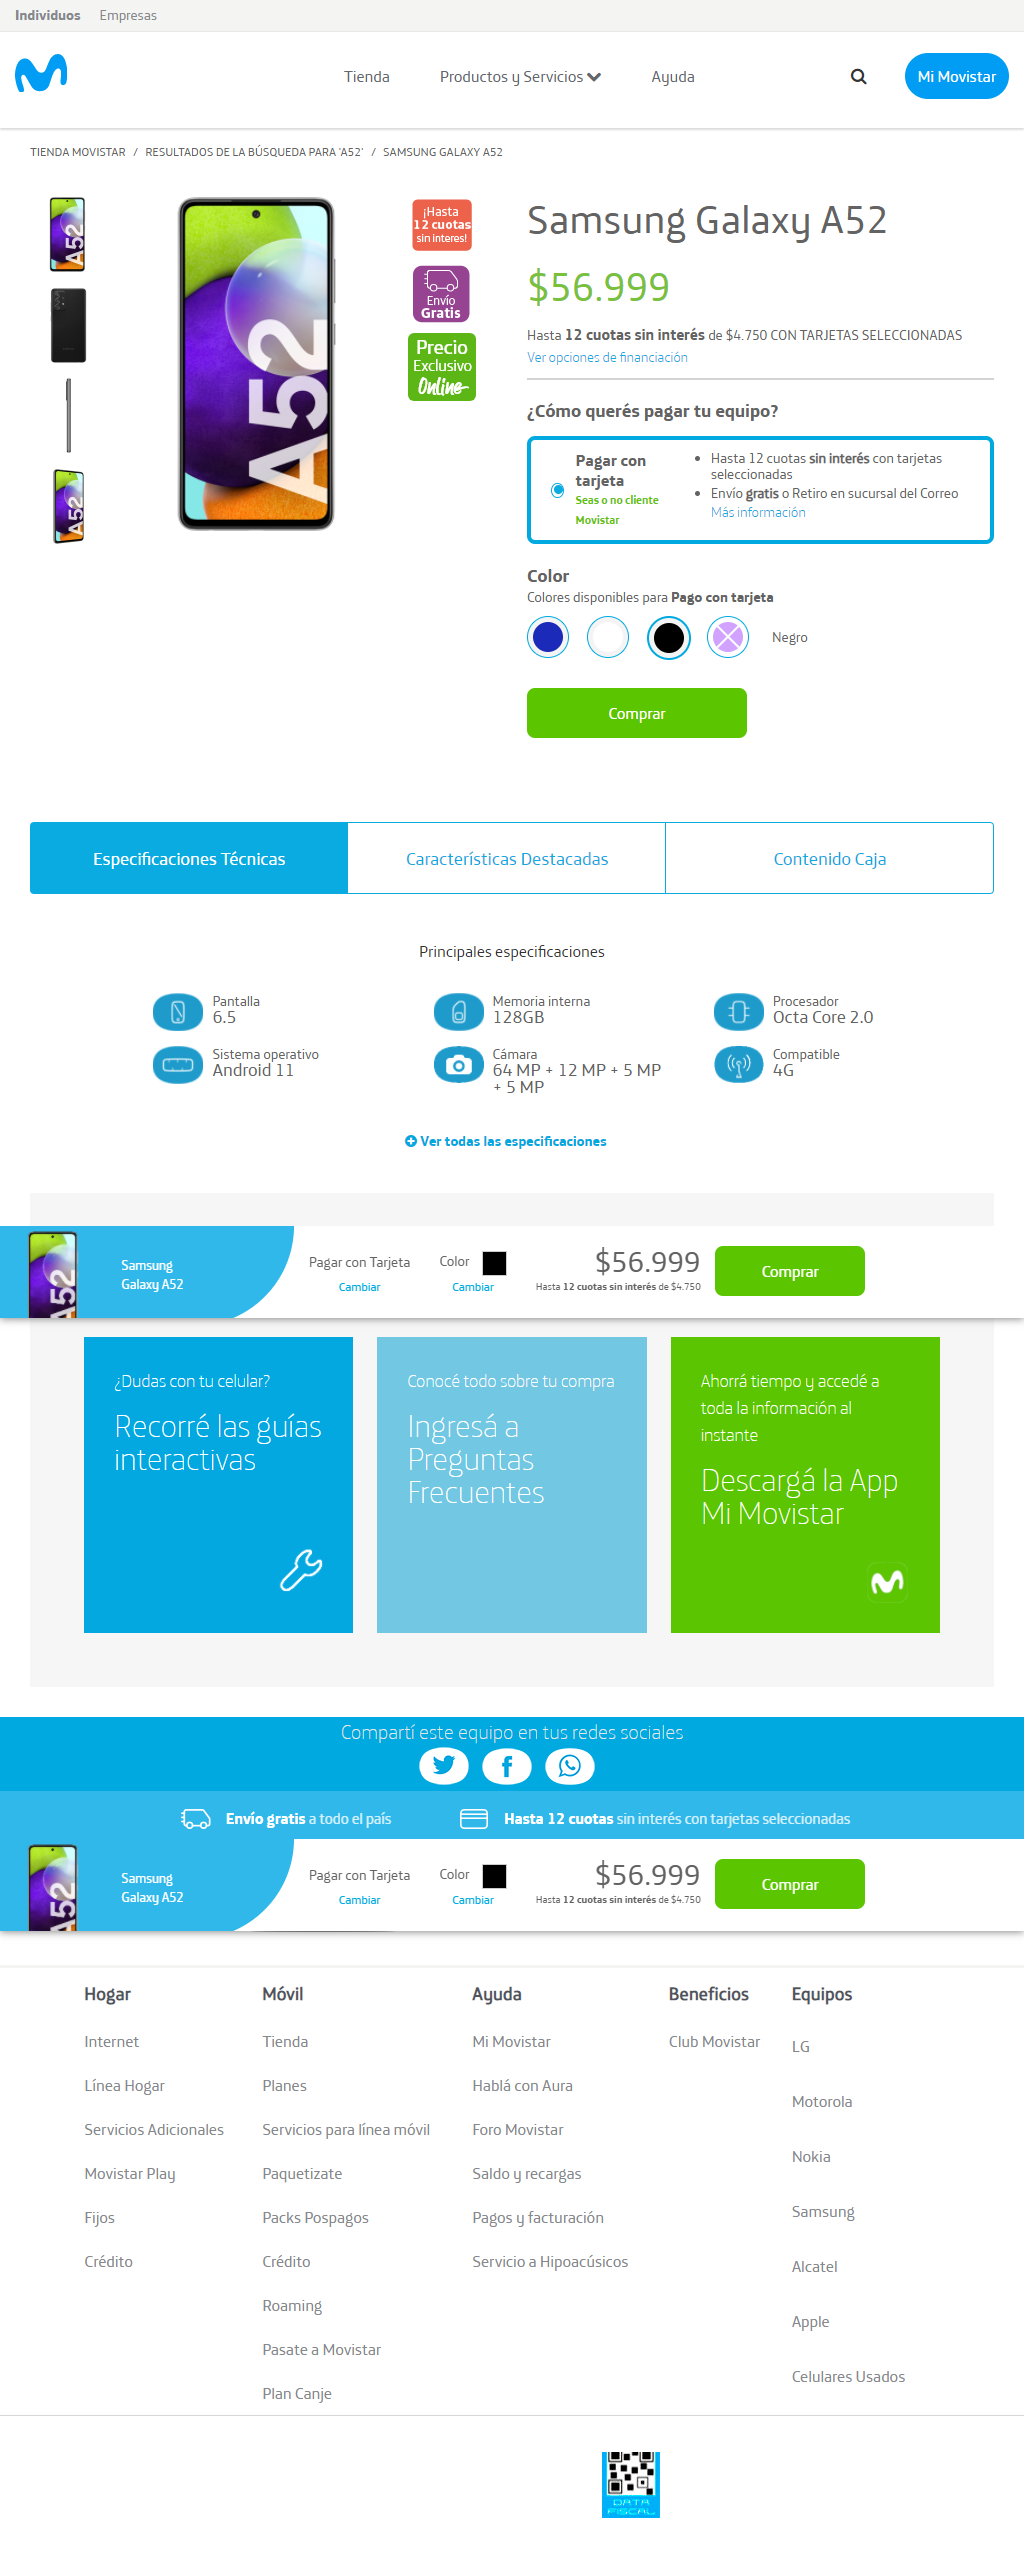 Individuos Empresas
Tienda Productos y Servicios Ayuda Mi Movistar
TIENDA MOVISTAR / RESULTADOS DE LA BÚSQUEDA PARA 'A52' / SAMSUNG GALAXY A52
A52
A52
A52
A52
¡Hasta
12 cuotas
sin interes!
Envío
Gratis
Precio
Exclusivo
Online
Samsung Galaxy A52
$56.999
Hasta 12 cuotas sin interés de $4.750 CON TARJETAS SELECCIONADAS
Ver opciones de financiación
¿Cómo querés pagar tu equipo?
Pagar con
tarjeta
Seas o no cliente
Movistar
Hasta 12 cuotas sin interés con tarjetas
seleccionadas
Envío gratis o Retiro en sucursal del Correo
Más información
Color
Colores disponibles para Pago con tarjeta
Negro
Comprar
Especificaciones Técnicas Características Destacadas Contenido Caja
Principales especificaciones
Pantalla
6.5
Memoria interna
128GB
Procesador
Octa Core 2.0
Sistema operativo
Android 11
Cámara
64 MP + 12 MP + 5 MP
+ 5 MP
Compatible
4G
Ver todas las especificaciones
A52
Samsung
Galaxy A52
Pagar con Tarjeta
Cambiar
Color
Cambiar
$56.999
Hasta 12 cuotas sin interés de $4.750
Comprar
¿Dudas con tu celular?
Recorré las guías
interactivas
Conocé todo sobre tu compra
Ingresá a
Preguntas
Frecuentes
Ahorrá tiempo y accedé a
toda la información al
instante
Descargá la App
Mi Movistar
Compartí este equipo en tus redes sociales
Envío gratis a todo el país Hasta 12 cuotas sin interés con tarjetas seleccionadas
A52
Samsung
Galaxy A52
Pagar con Tarjeta
Cambiar
Color
Cambiar
$56.999
Hasta 12 cuotas sin interés de $4.750
Comprar
Hogar
Internet
Línea Hogar
Servicios Adicionales
Movistar Play
Fijos
Crédito
Móvil
Tienda
Planes
Servicios para línea móvil
Paquetizate
Packs Pospagos
Crédito
Roaming
Pasate a Movistar
Plan Canje
Ayuda
Mi Movistar
Hablá con Aura
Foro Movistar
Saldo y recargas
Pagos y facturación
Servicio a Hipoacúsicos
Beneficios
Club Movistar
Equipos
LG
Motorola
Nokia
Samsung
Alcatel
Apple
Celulares Usados
DATA
FISCAL